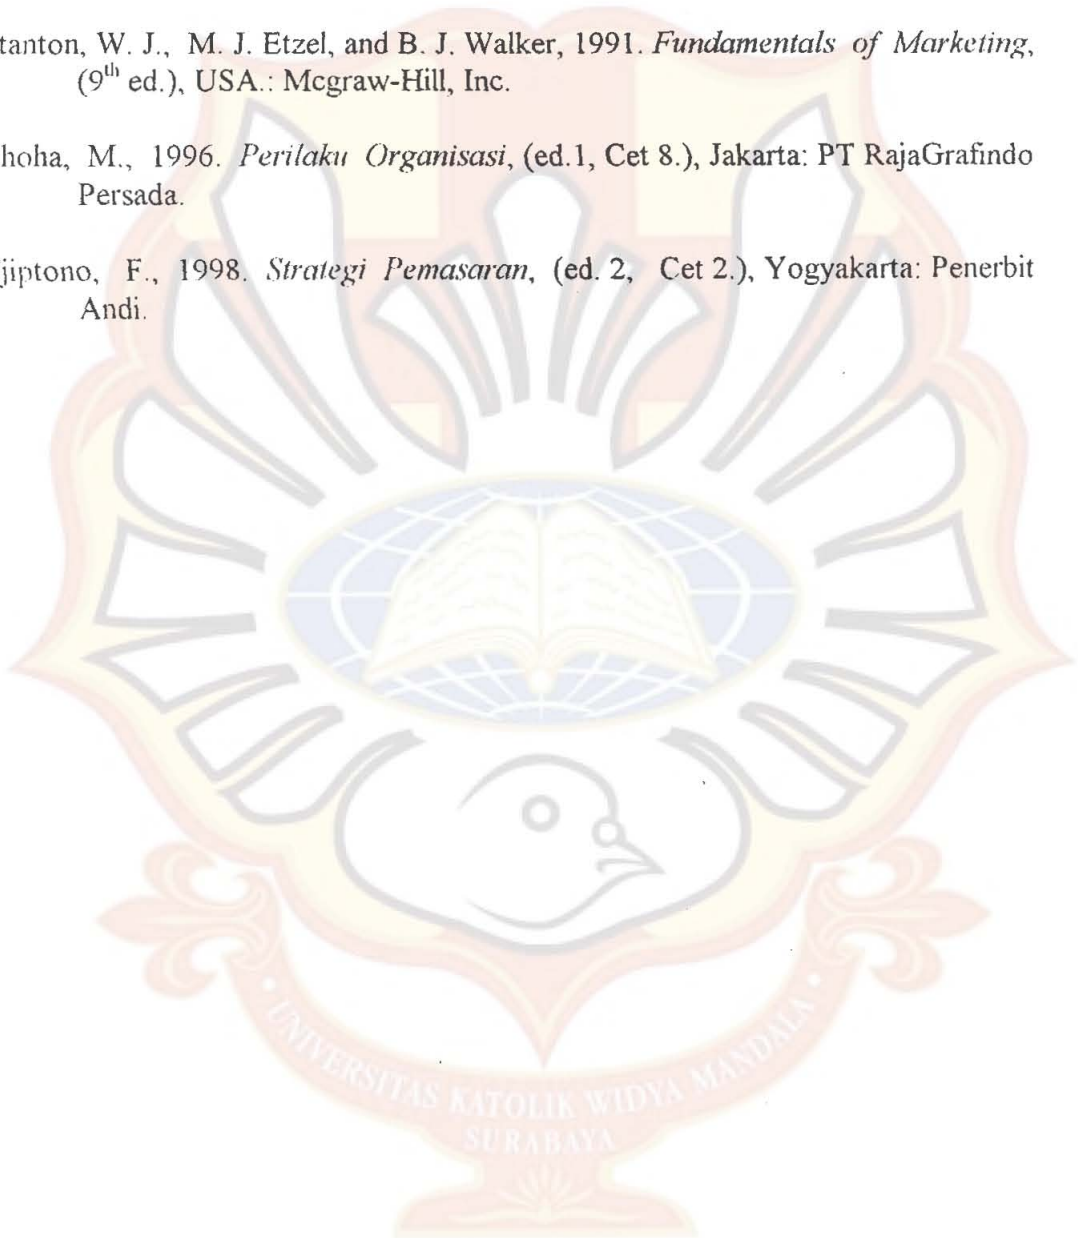 tanton, W. J., M. J. Etzel, and B. J. Walker, 1991. Fundamentals of Marketing,
(9th ed.), USA.: Mcgraw-Hill, Inc.
hoha, M., 1996. Perilaku Organisasi, (ed.1, Cet 8.), Jakarta: PT RajaGrafindo
Persada.
jiptono, F., 1998. Strategi Pemasaran, (ed. 2, Cet 2.), Yogyakarta: Penerbit
Andi.
• UNIVERSITAS KATOLIK WIDYA MANDALA •
SURABAYA